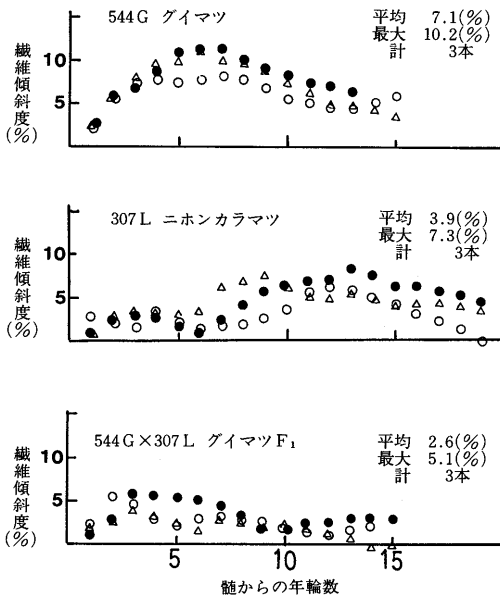 544G グイマツ
平均 7.1(%)
最大 10.2(%)
計 3本
10
5
繊維傾斜度(%)
5 10 15
307L ニホンカラマツ
平均 3.9(%)
最大 7.3(%)
3本
10
5
繊維傾斜度(%)
544G×307L グイマツF₁
平均 2.6(%)
最大 5.1(%)
計 3本
10
5
繊維傾斜度(%)
5 10 15
髄からの年輪数